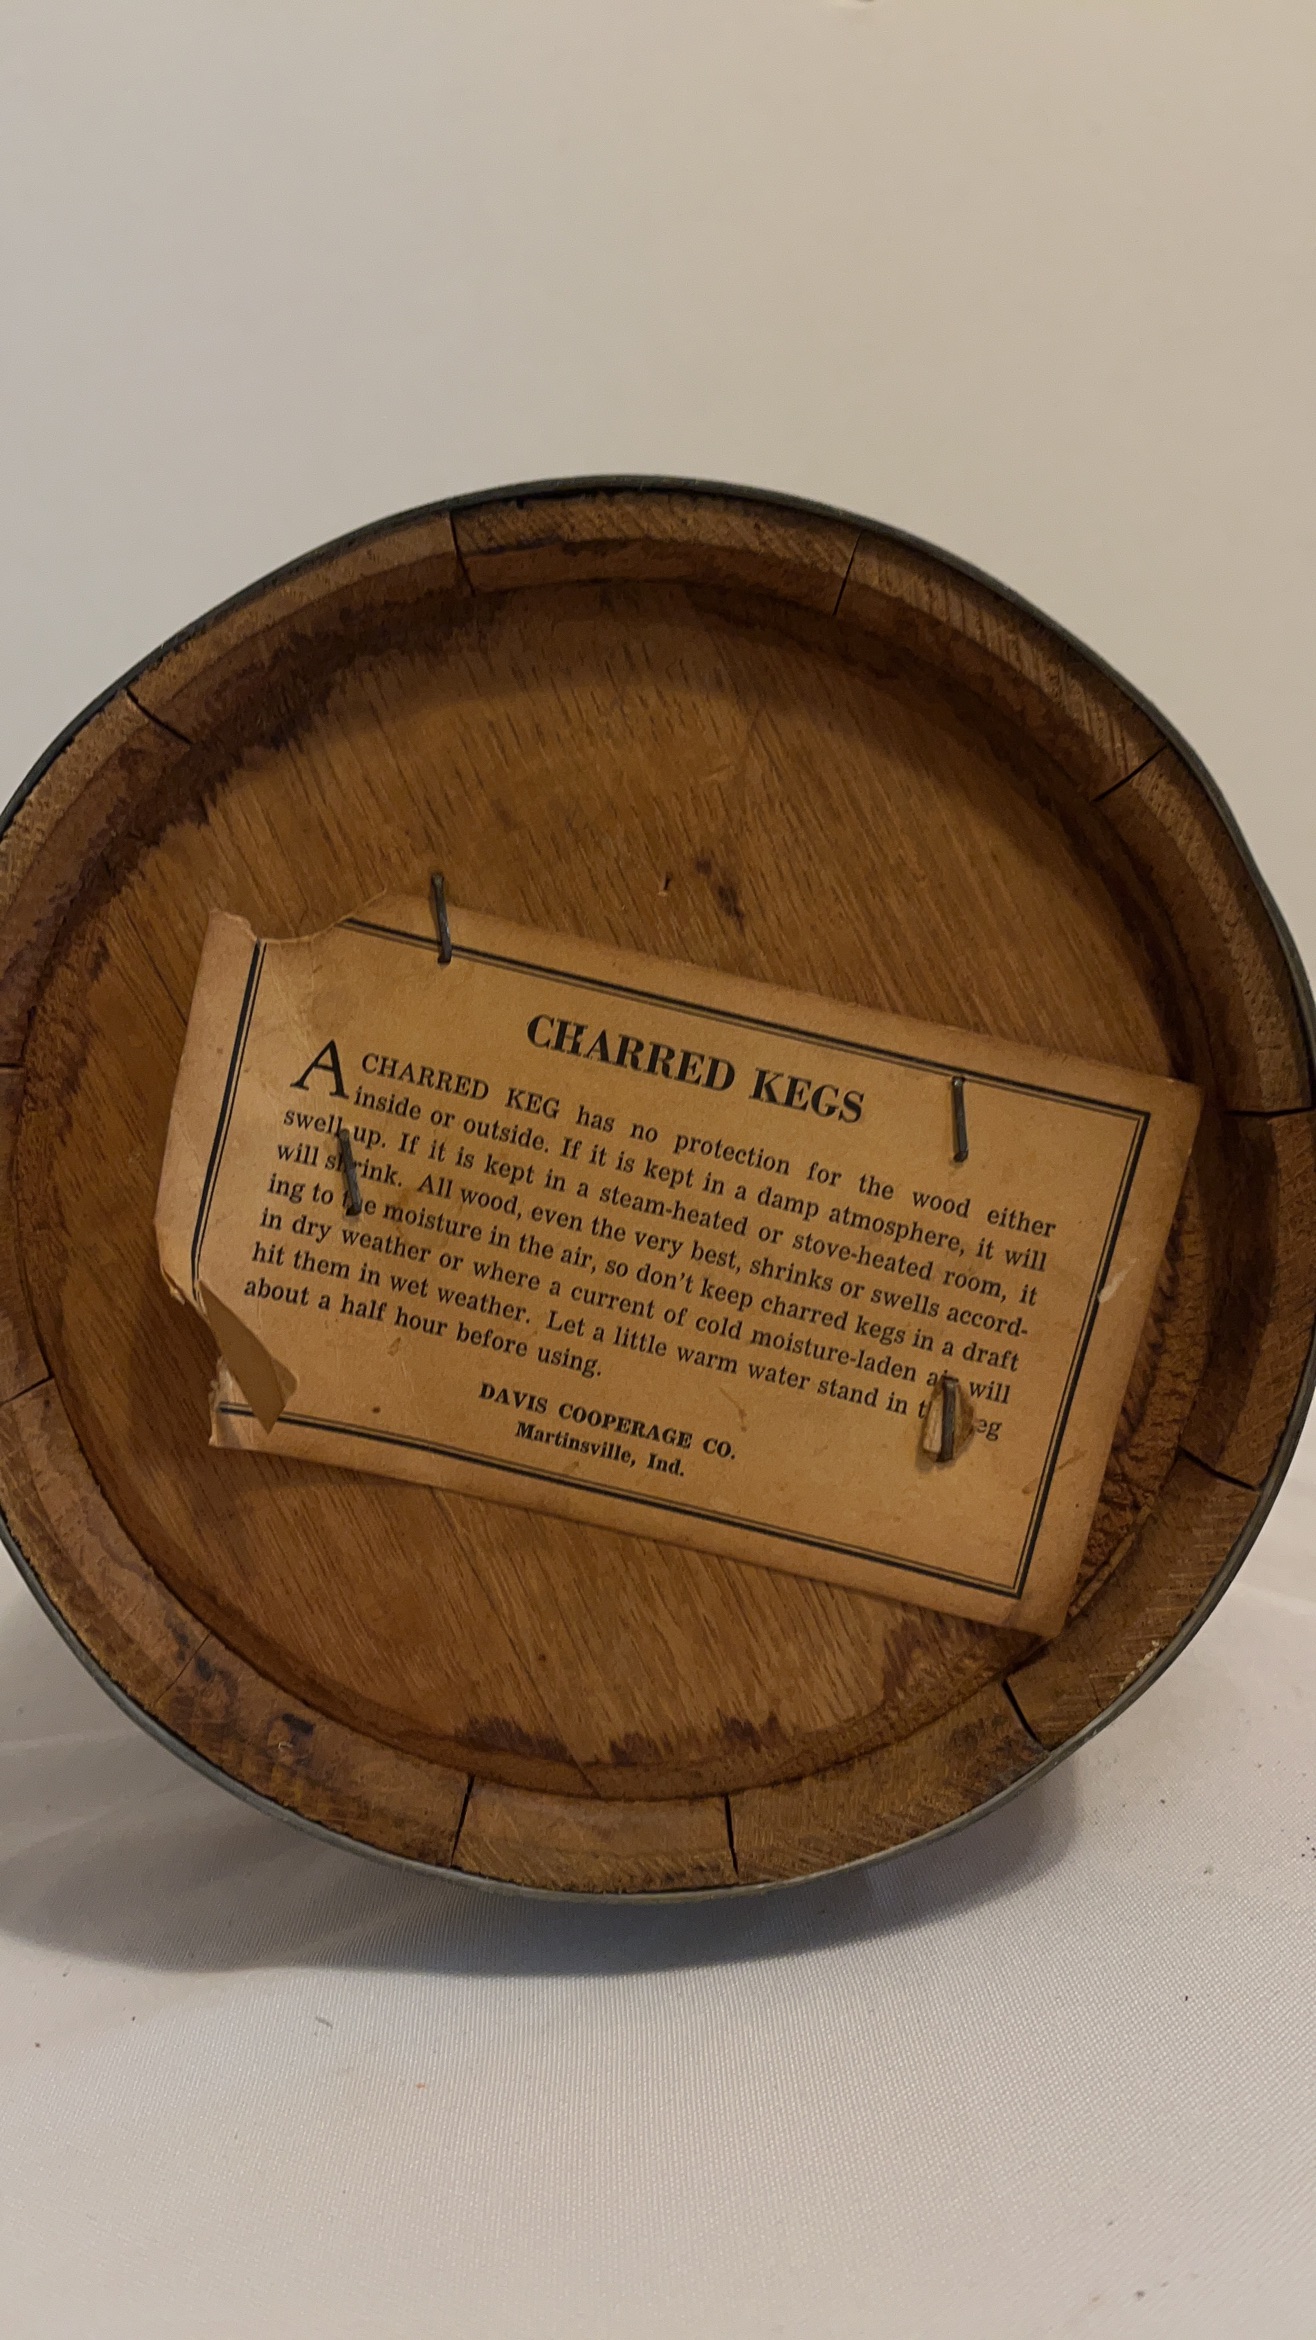 CHARRED KEGS
A CHARRED KEG has no protection for the wood either
inside or outside. If it is kept in a damp atmosphere, it will
swell up. If it is kept in a steam-heated or stove-heated room, it
will shrink. All wood, even the very best, shrinks or swells accord-
ing to the moisture in the air, so don't keep charred kegs in a draft
in dry weather or where a current of cold moisture-laden air will
hit them in wet weather. Let a little warm water stand in the keg
about a half hour before using.
DAVIS COOPERAGE CO.
Martinsville, Ind.